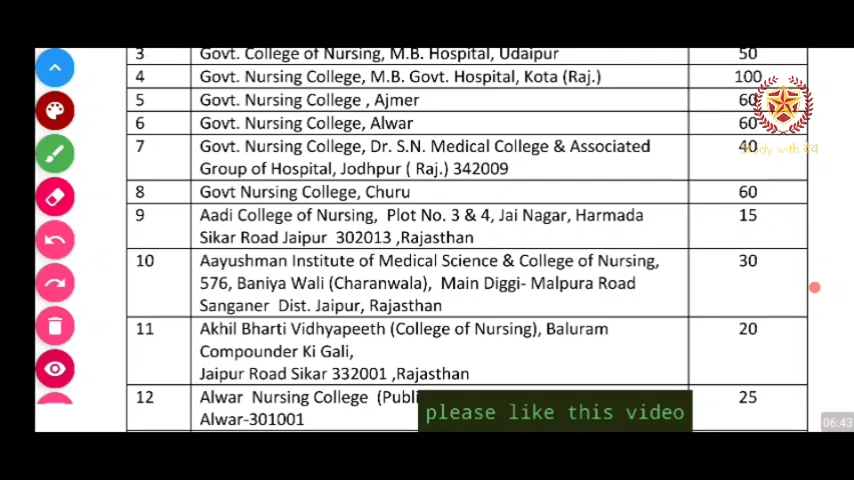 3 Govt. College of Nursing, M.B. Hospital, Udaipur 50
4 Govt. Nursing College, M.B. Govt. Hospital, Kota (Raj.) 100
5 Govt. Nursing College , Ajmer 60
6 Govt. Nursing College, Alwar 60
7 Govt. Nursing College, Dr. S.N. Medical College & Associated 40
Group of Hospital, Jodhpur ( Raj.) 342009
Study with देव
8 Govt Nursing College, Churu 60
9 Aadi College of Nursing, Plot No. 3 & 4, Jai Nagar, Harmada 15
Sikar Road Jaipur 302013 ,Rajasthan
10 Aayushman Institute of Medical Science & College of Nursing, 30
576, Baniya Wali (Charanwala), Main Diggi- Malpura Road
Sanganer Dist. Jaipur, Rajasthan
11 Akhil Bharti Vidhyapeeth (College of Nursing), Baluram 20
Compounder Ki Gali,
Jaipur Road Sikar 332001 ,Rajasthan
12 Alwar Nursing College 25
Alwar-301001
please like this video
06:43